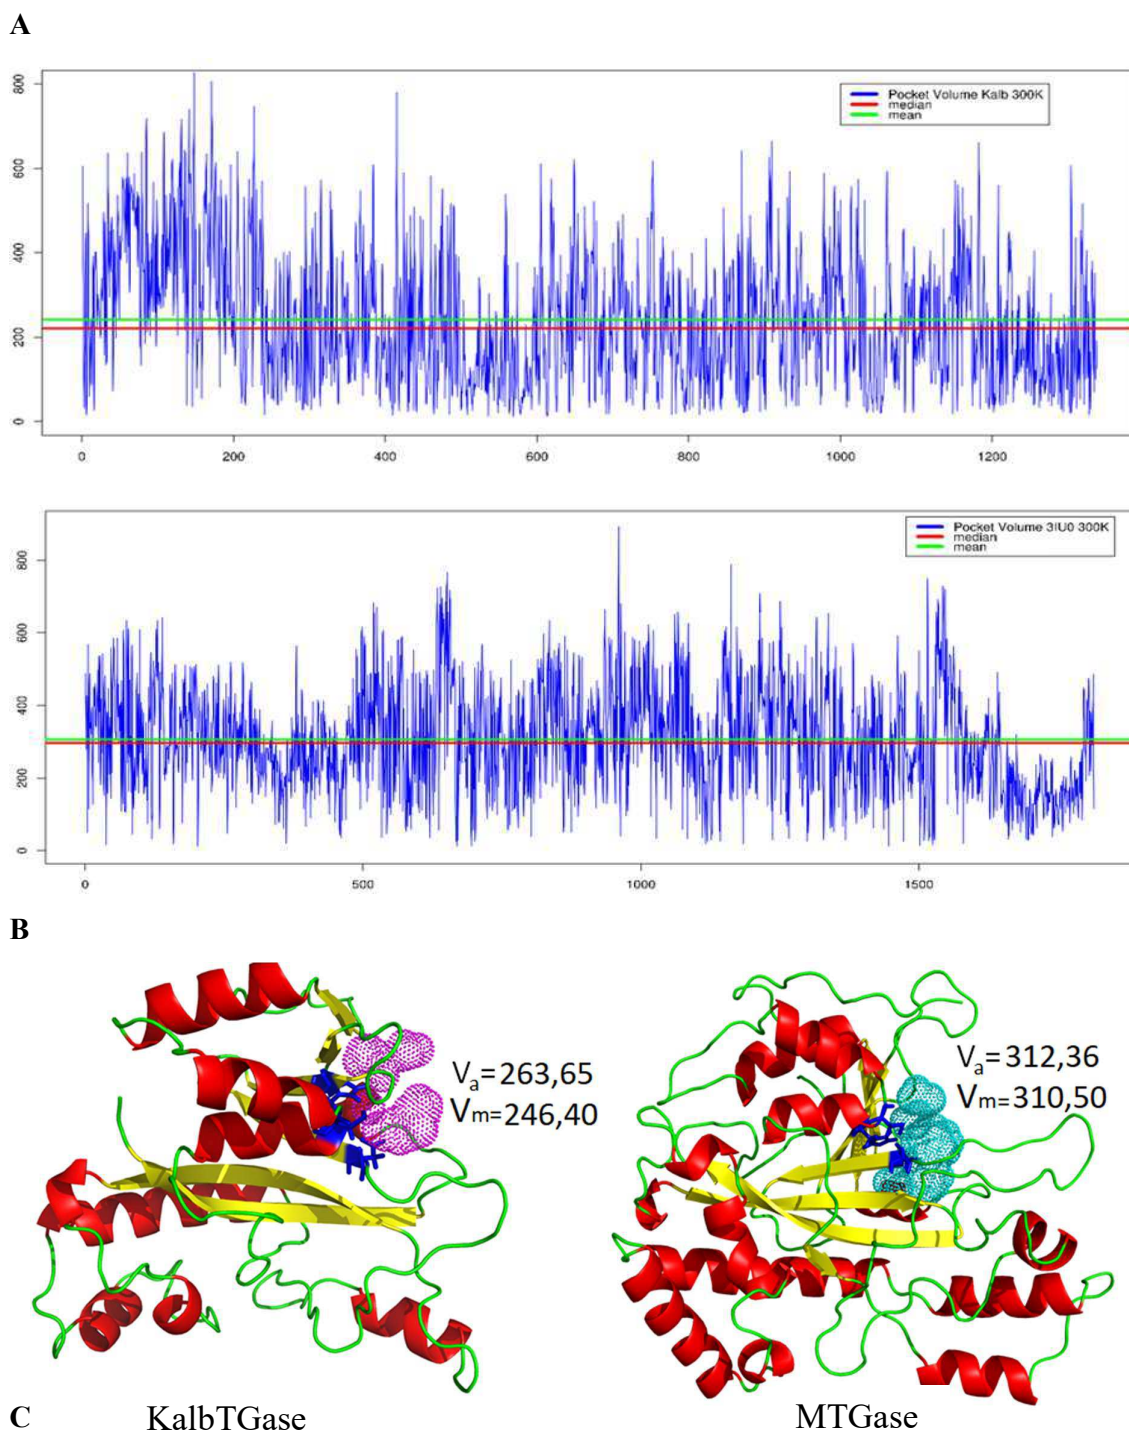 A
Pocket Volume Kalb 300K
median
mean
800
600
400
200
0
0 200 400 600 800 1000 1200
Pocket Volume 3IU0 300K
median
mean
800
600
400
200
0
0 500 1000 1500
B
Va=263,65
Vm=246,40
Va=312,36
Vm=310,50
C KalbTGase MTGase